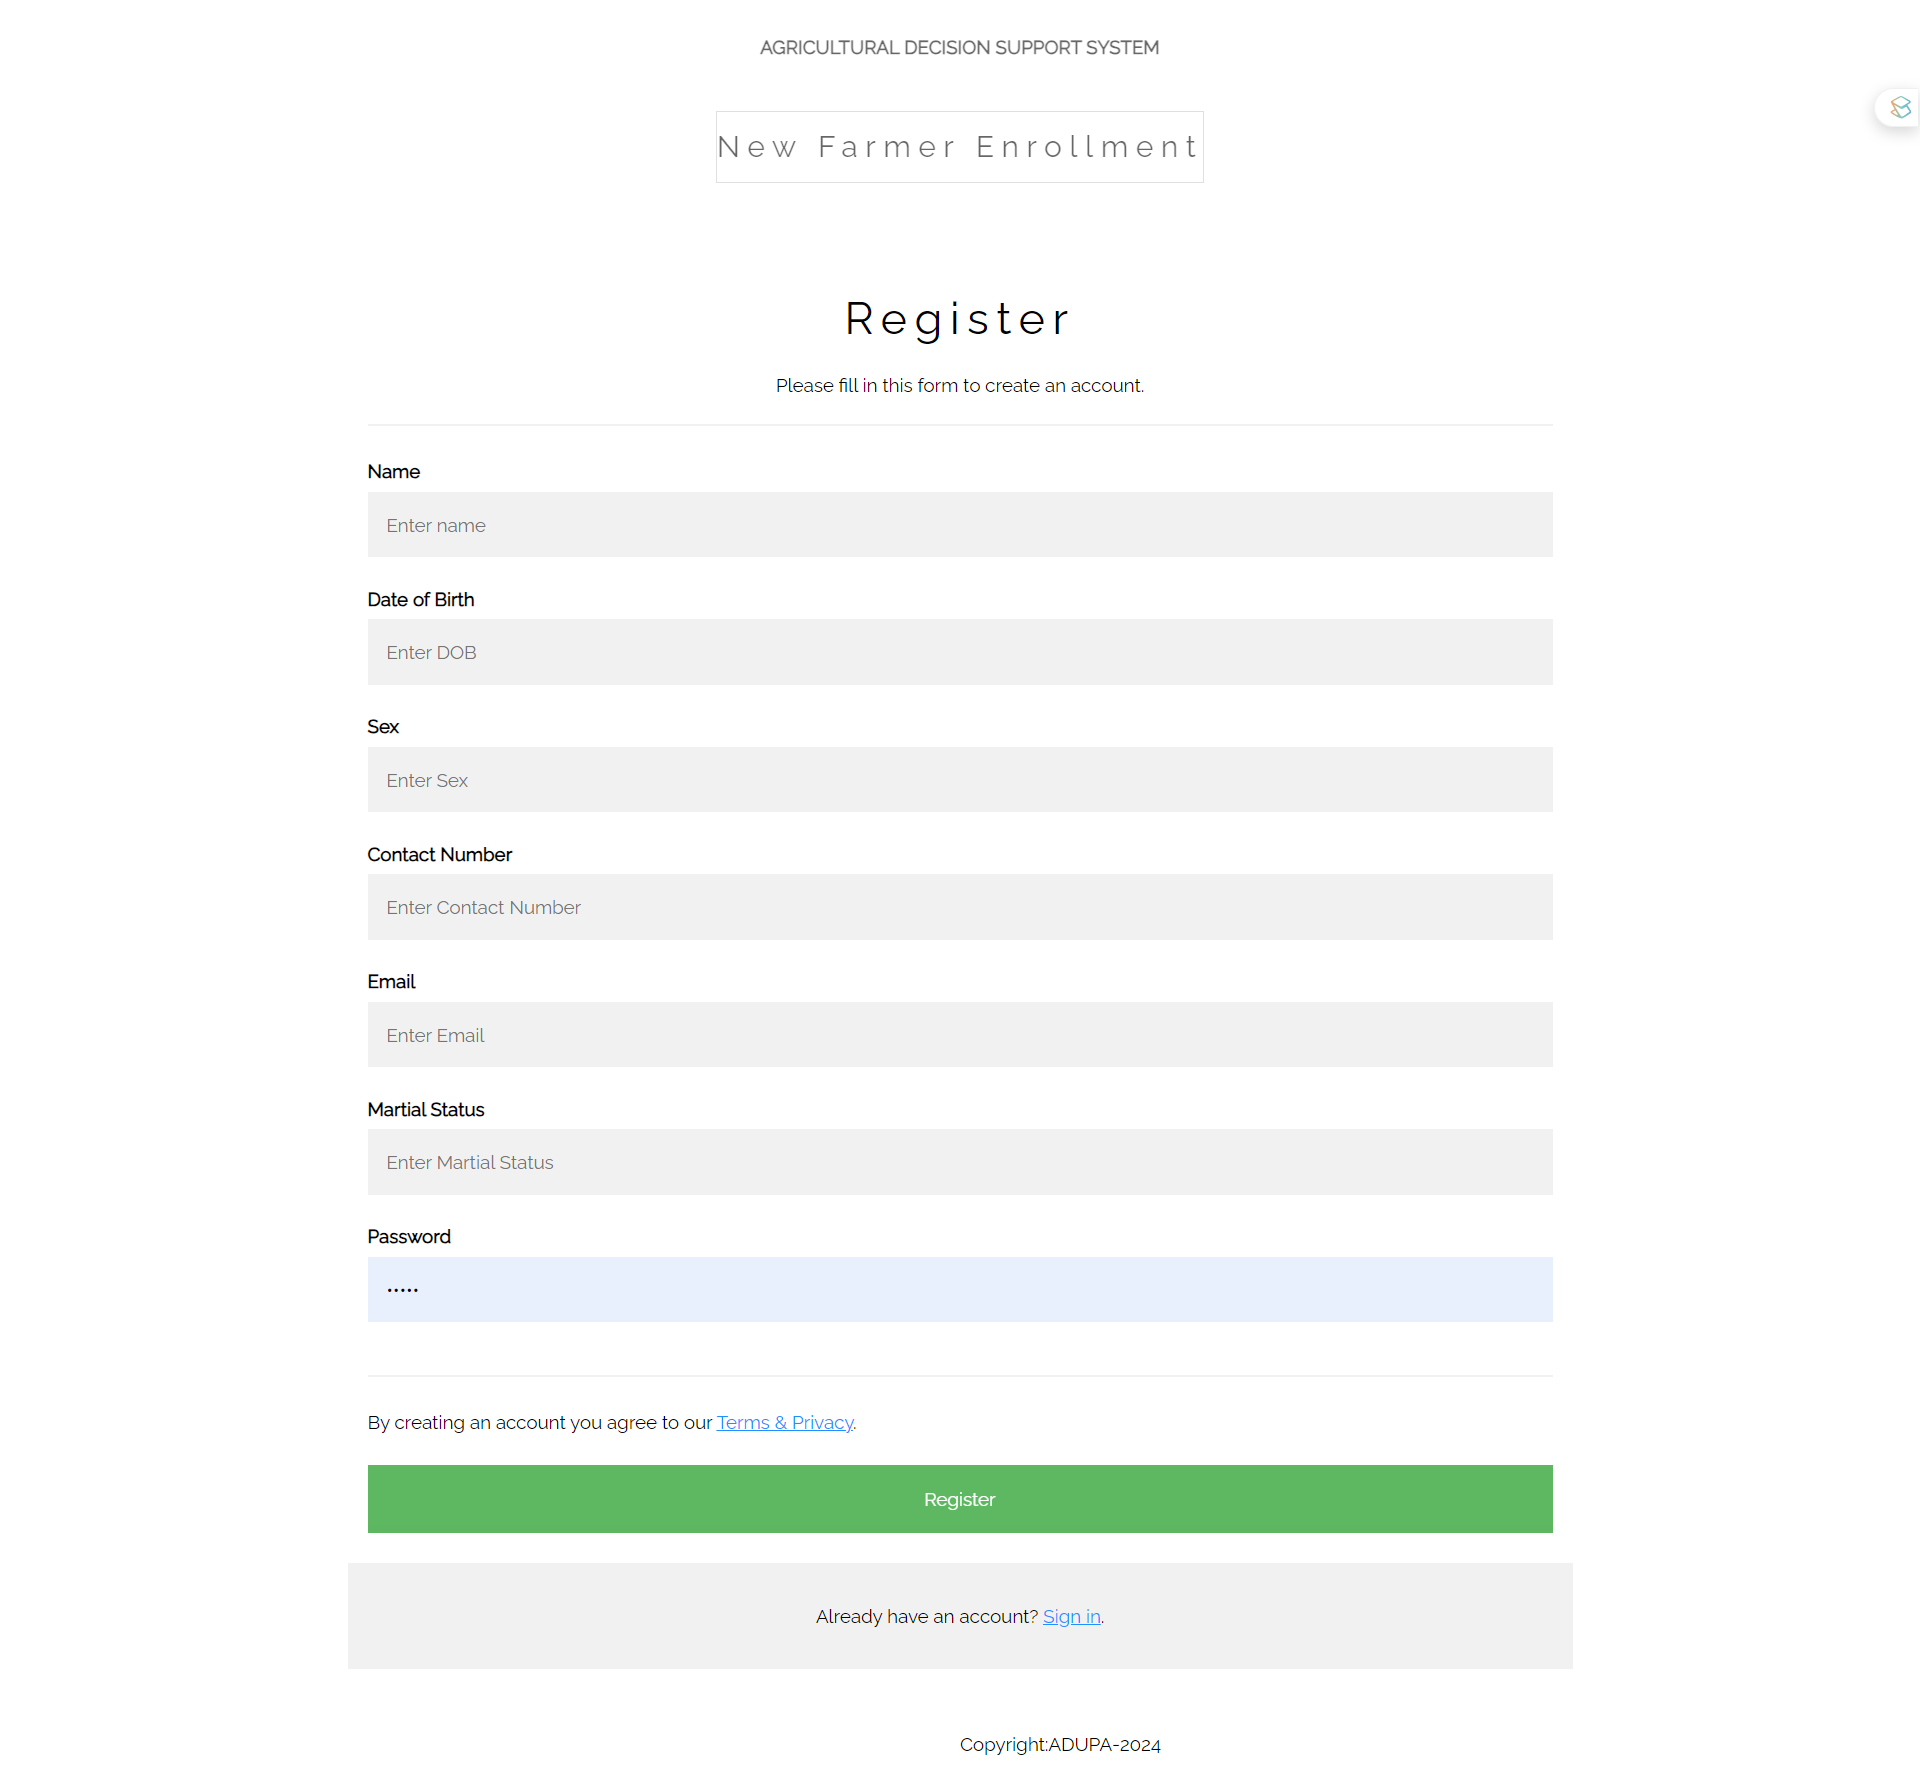 AGRICULTURAL DECISION SUPPORT SYSTEM
New Farmer Enrollment
Register
Please fill in this form to create an account.
Name
Enter name
Date of Birth
Enter DOB
Sex
Enter Sex
Contact Number
Enter Contact Number
Email
Enter Email
Martial Status
Enter Martial Status
Password
•••••
By creating an account you agree to our Terms & Privacy.
Register
Already have an account? Sign in.
Copyright:ADUPA-2024